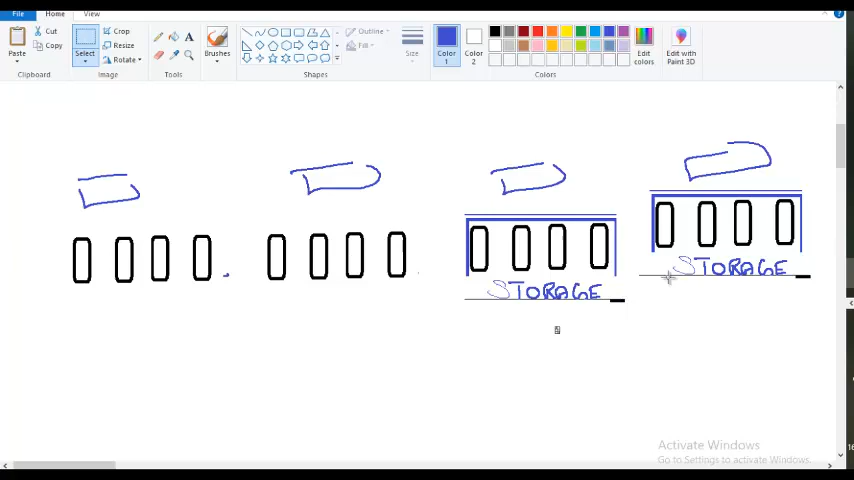 File
Home
View
Paste
Cut
Copy
Clipboard
Select
Crop
Resize
Rotate
Image
Tools
Brushes
Outline
Fill
Shapes
Size
Color 1
Color 2
Edit colors
Edit with Paint 3D
Colors
STORAGE
STORAGE
Activate Windows
Go to Settings to activate Windows.